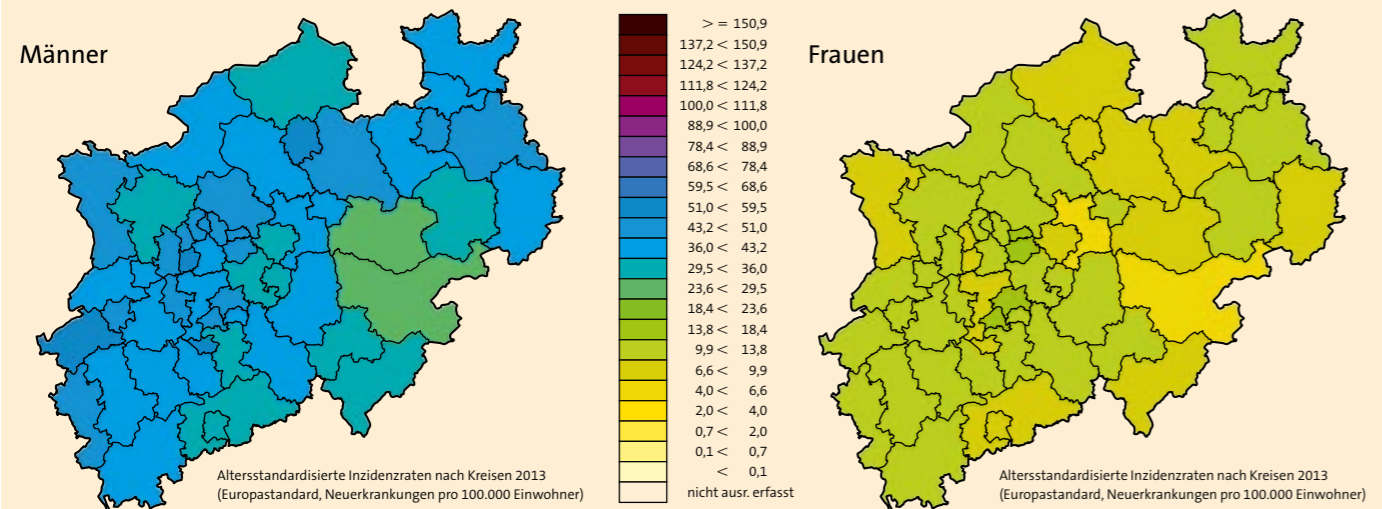 Männer
> = 150,9
137,2 < 150,9
124,2 < 137,2
111,8 < 124,2
100,0 < 111,8
88,9 < 100,0
78,4 < 88,9
68,6 < 78,4
59,5 < 68,6
51,0 < 59,5
43,2 < 51,0
36,0 < 43,2
29,5 < 36,0
23,6 < 29,5
18,4 < 23,6
13,8 < 18,4
9,9 < 13,8
6,6 < 9,9
4,0 < 6,6
2,0 < 4,0
0,7 < 2,0
0,1 < 0,7
< 0,1
nicht ausr. erfasst
Frauen
Altersstandardisierte Inzidenzraten nach Kreisen 2013
(Europastandard, Neuerkrankungen pro 100.000 Einwohner)
Altersstandardisierte Inzidenzraten nach Kreisen 2013
(Europastandard, Neuerkrankungen pro 100.000 Einwohner)